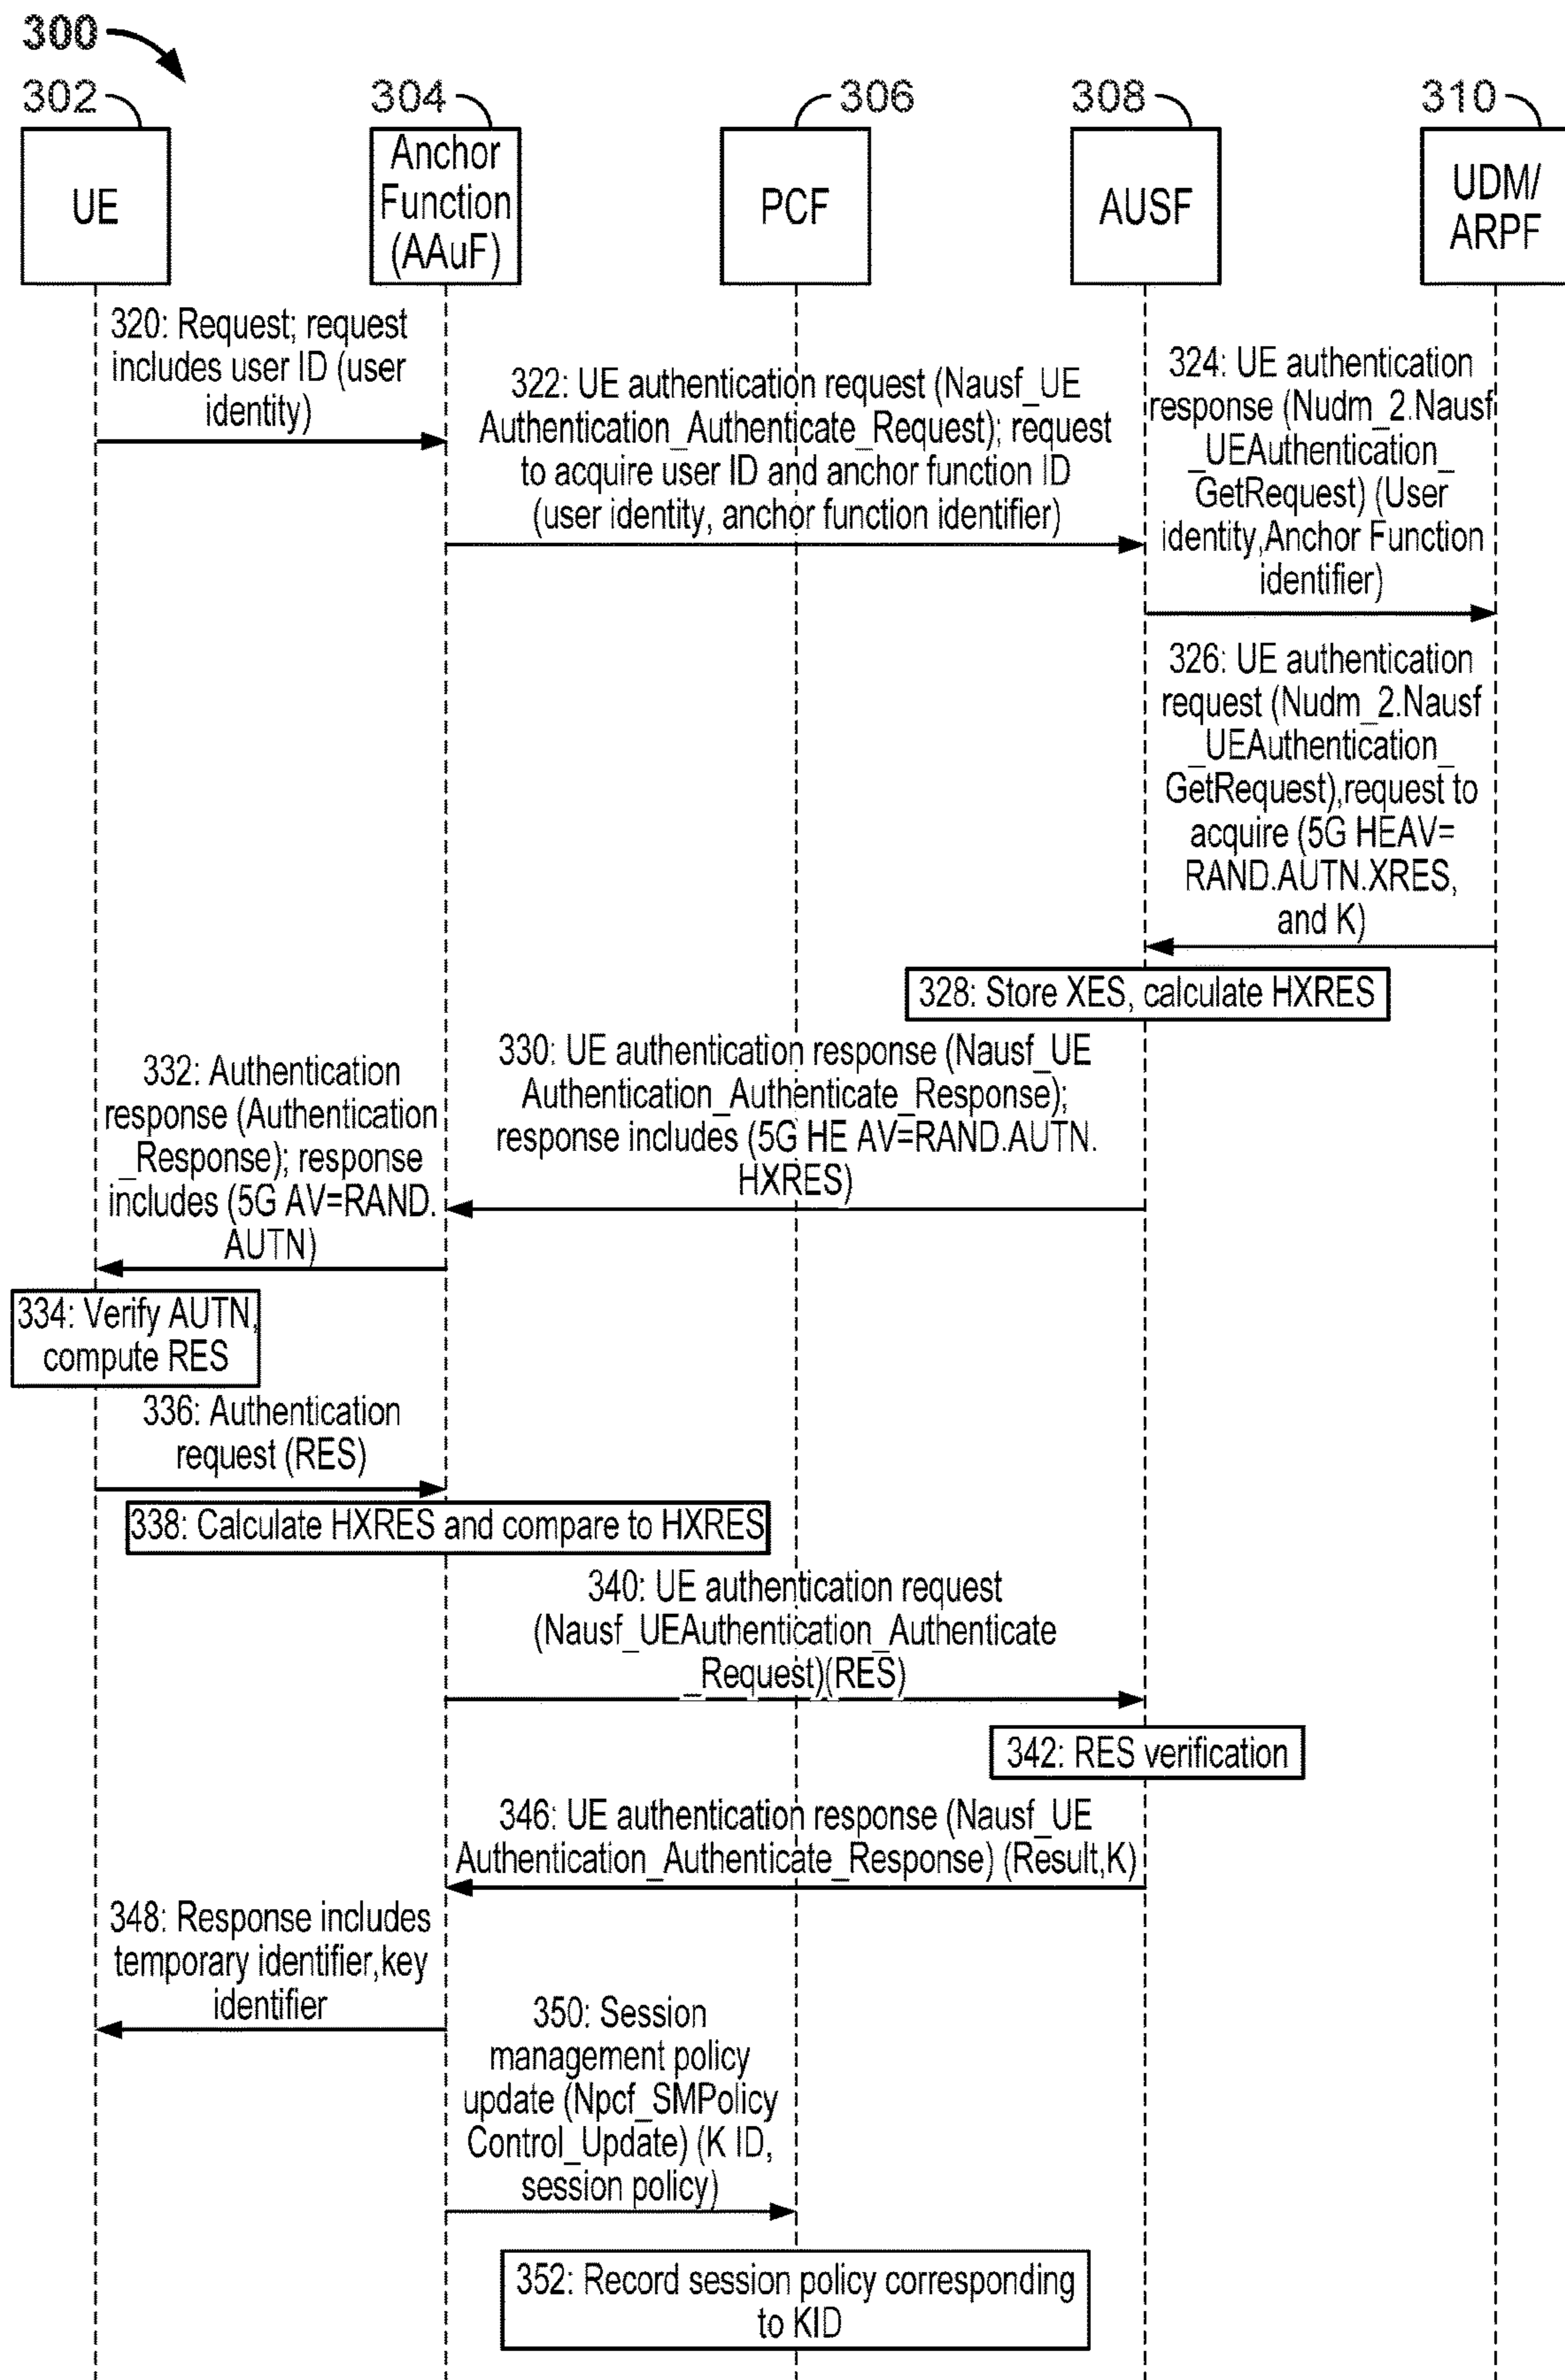 300
302
304
306
308
310
UE
Anchor
Function
(AAuF)
PCF
AUSF
UDM/
ARPF
320: Request; request
includes user ID (user
identity)
322: UE authentication request (Nausf_UE
Authentication_Authenticate_Request); request
to acquire user ID and anchor function ID
(user identity, anchor function identifier)
324: UE authentication
response (Nudm_2.Nausf
_UEAuthentication_
GetRequest) (User
identity,Anchor Function
identifier)
326: UE authentication
request (Nudm_2.Nausf
_UEAuthentication_
GetRequest),request to
acquire (5G HEAV=
RAND.AUTN.XRES,
and K)
328: Store XES, calculate HXRES
330: UE authentication response (Nausf_UE
Authentication_Authenticate_Response);
response includes (5G HE AV=RAND.AUTN.
HXRES)
332: Authentication
response (Authentication
_Response); response
includes (5G AV=RAND.
AUTN)
334: Verify AUTN,
compute RES
336: Authentication
request (RES)
338: Calculate HXRES and compare to HXRES
340: UE authentication request
(Nausf_UEAuthentication_Authenticate
_Request)(RES)
342: RES verification
346: UE authentication response (Nausf_UE
Authentication_Authenticate_Response) (Result,K)
348: Response includes
temporary identifier,key
identifier
350: Session
management policy
update (Npcf_SMPolicy
Control_Update) (K ID,
session policy)
352: Record session policy corresponding
to KID